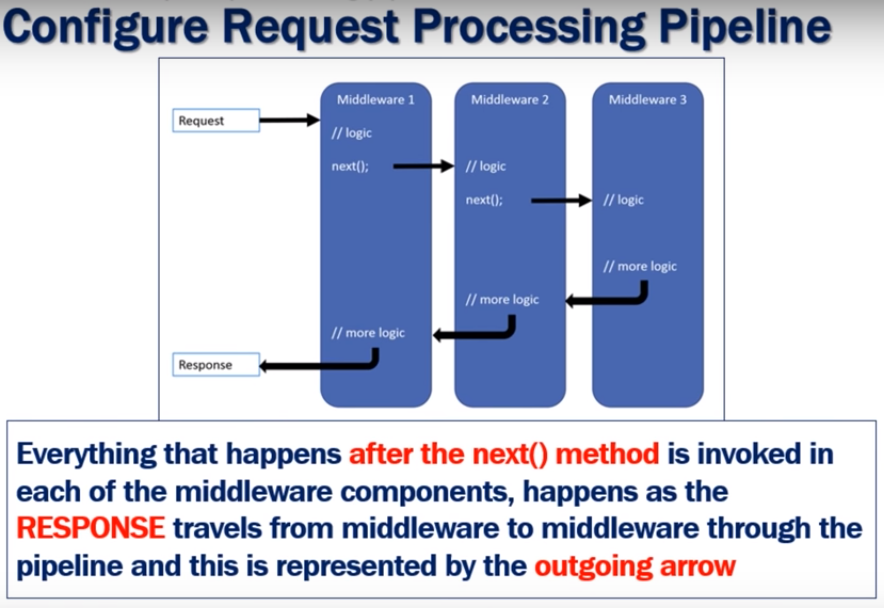 Configure Request Processing Pipeline
Middleware 1
Middleware 2
Middleware 3
Request
// logic
next();
// logic
next();
// logic
// more logic
// more logic
// more logic
Response
Everything that happens after the next() method is invoked in
each of the middleware components, happens as the
RESPONSE travels from middleware to middleware through the
pipeline and this is represented by the outgoing arrow